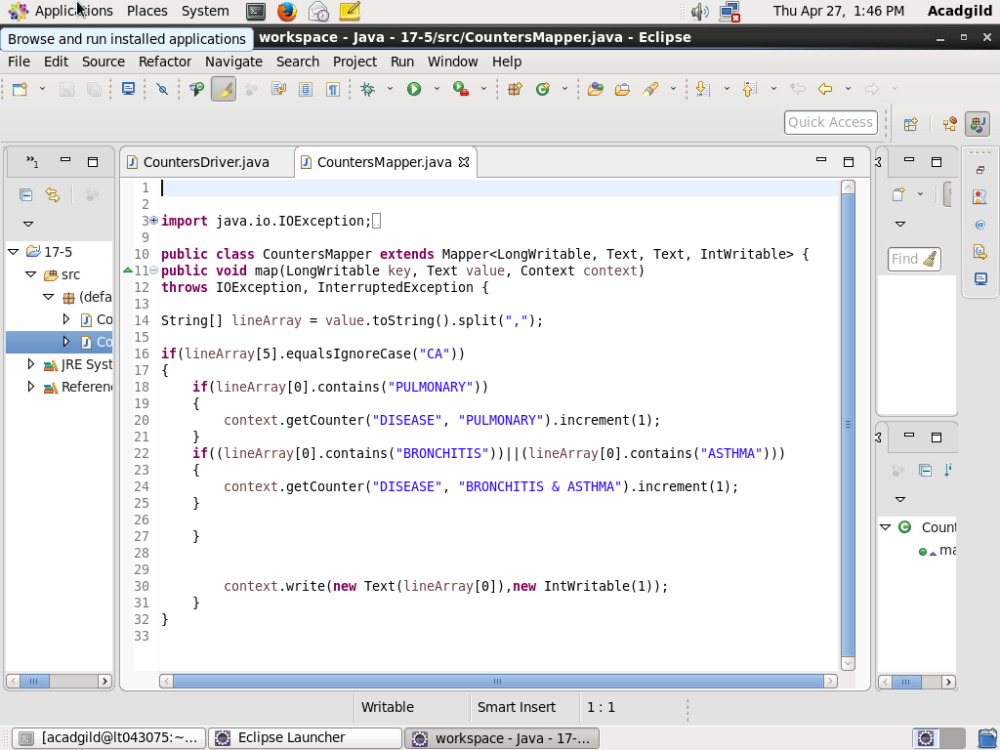 Applications Places System Thu Apr 27, 1:46 PM Acadgild
Browse and run installed applications
workspace - Java - 17-5/src/CountersMapper.java - Eclipse
File Edit Source Refactor Navigate Search Project Run Window Help
Quick Access
»1 CountersDriver.java CountersMapper.java
1
2
3 import java.io.IOException;
9
10 public class CountersMapper extends Mapper<LongWritable, Text, Text, IntWritable> {
11 public void map(LongWritable key, Text value, Context context)
12 throws IOException, InterruptedException {
13
14 String[] lineArray = value.toString().split(",");
15
16 if(lineArray[5].equalsIgnoreCase("CA"))
17 {
18 if(lineArray[0].contains("PULMONARY"))
19 {
20 context.getCounter("DISEASE", "PULMONARY").increment(1);
21 }
22 if((lineArray[0].contains("BRONCHITIS"))||(lineArray[0].contains("ASTHMA")))
23 {
24 context.getCounter("DISEASE", "BRONCHITIS & ASTHMA").increment(1);
25 }
26
27 }
28
29
30 context.write(new Text(lineArray[0]),new IntWritable(1));
31 }
32 }
33
17-5
src
(defa
Co
Co
JRE Syst
Referen
Find
Count
ma
Writable Smart Insert 1 : 1
[acadgild@lt043075:~... Eclipse Launcher workspace - Java - 17-...